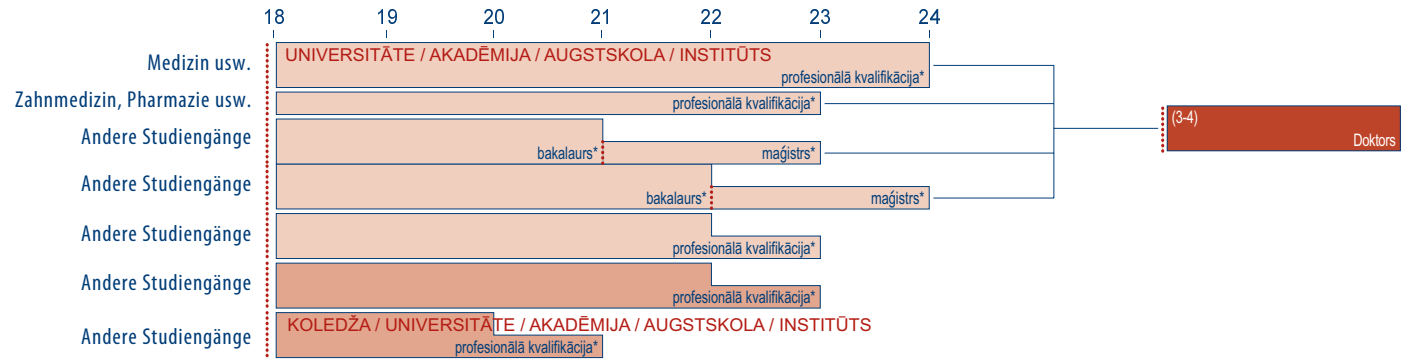 18 19 20 21 22 23 24
Medizin usw.
UNIVERSITĀTE / AKADĒMIJA / AUGSTSKOLA / INSTITŪTS
profesionālā kvalifikācija*
Zahnmedizin, Pharmazie usw.
profesionālā kvalifikācija*
(3-4)
Doktors
Andere Studiengänge
bakalaurs* maģistrs*
Andere Studiengänge
bakalaurs* maģistrs*
Andere Studiengänge
profesionālā kvalifikācija*
Andere Studiengänge
profesionālā kvalifikācija*
Andere Studiengänge
KOLEDŽA / UNIVERSITĀTE / AKADĒMIJA / AUGSTSKOLA / INSTITŪTS
profesionālā kvalifikācija*